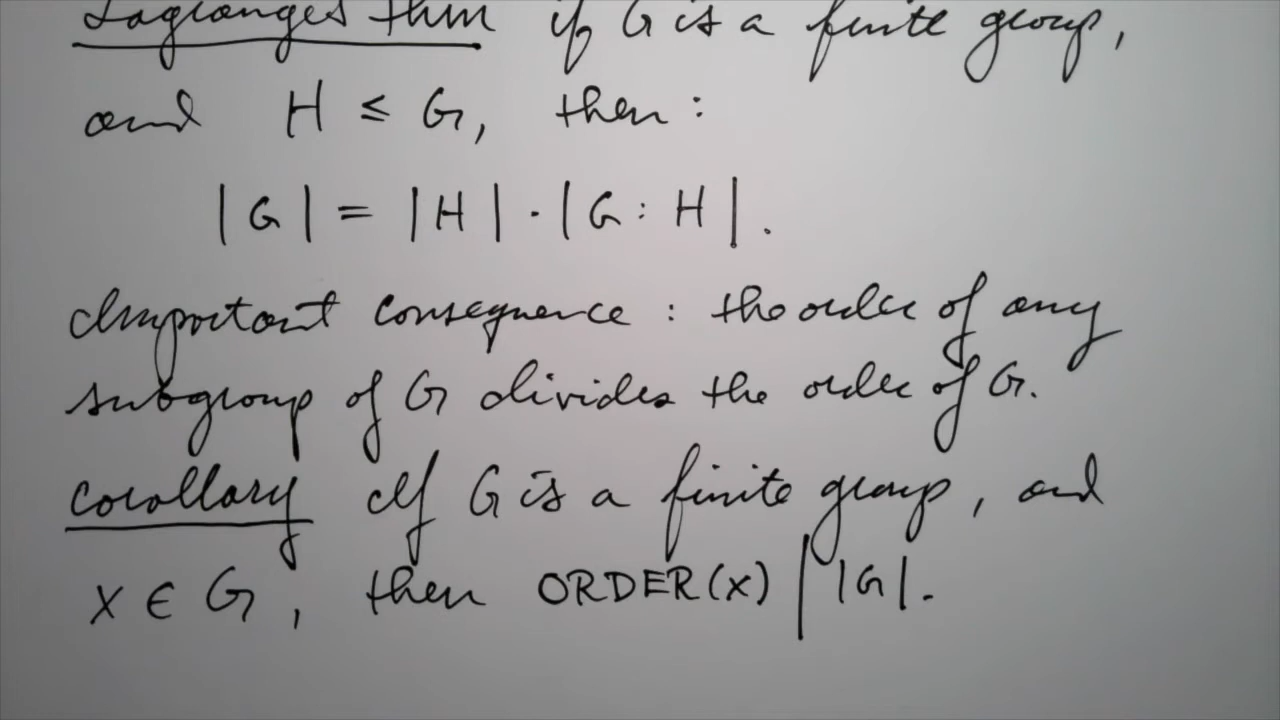 Lagranges thm if G is a finite group,
and H ≤ G, then :
|G| = |H| · |G : H|.
Important consequence : the order of any
subgroup of G divides the order of G.
corollary If G is a finite group, and
x ∈ G, then ORDER(x) | |G|.